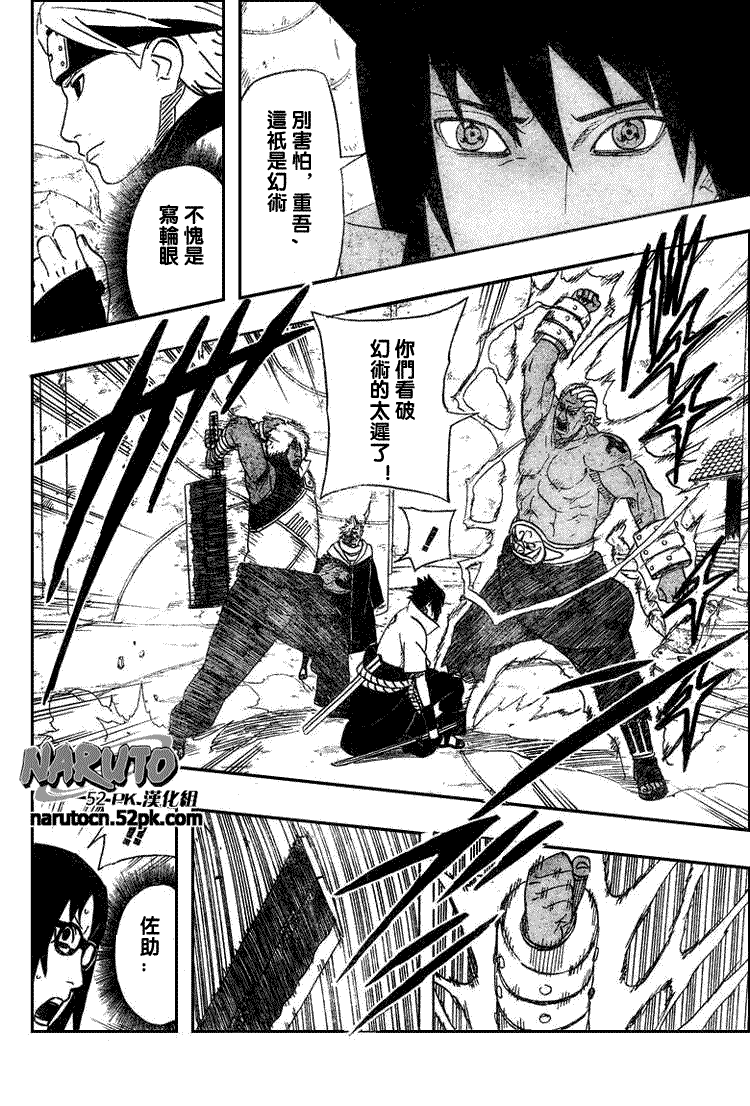 別害怕，重吾、
這祇是幻術
不愧是
寫輪眼
你們看破
幻術的太遲了！
！
佐助：
NARUTO
52-PK.漢化組
narutocn.52pk.com